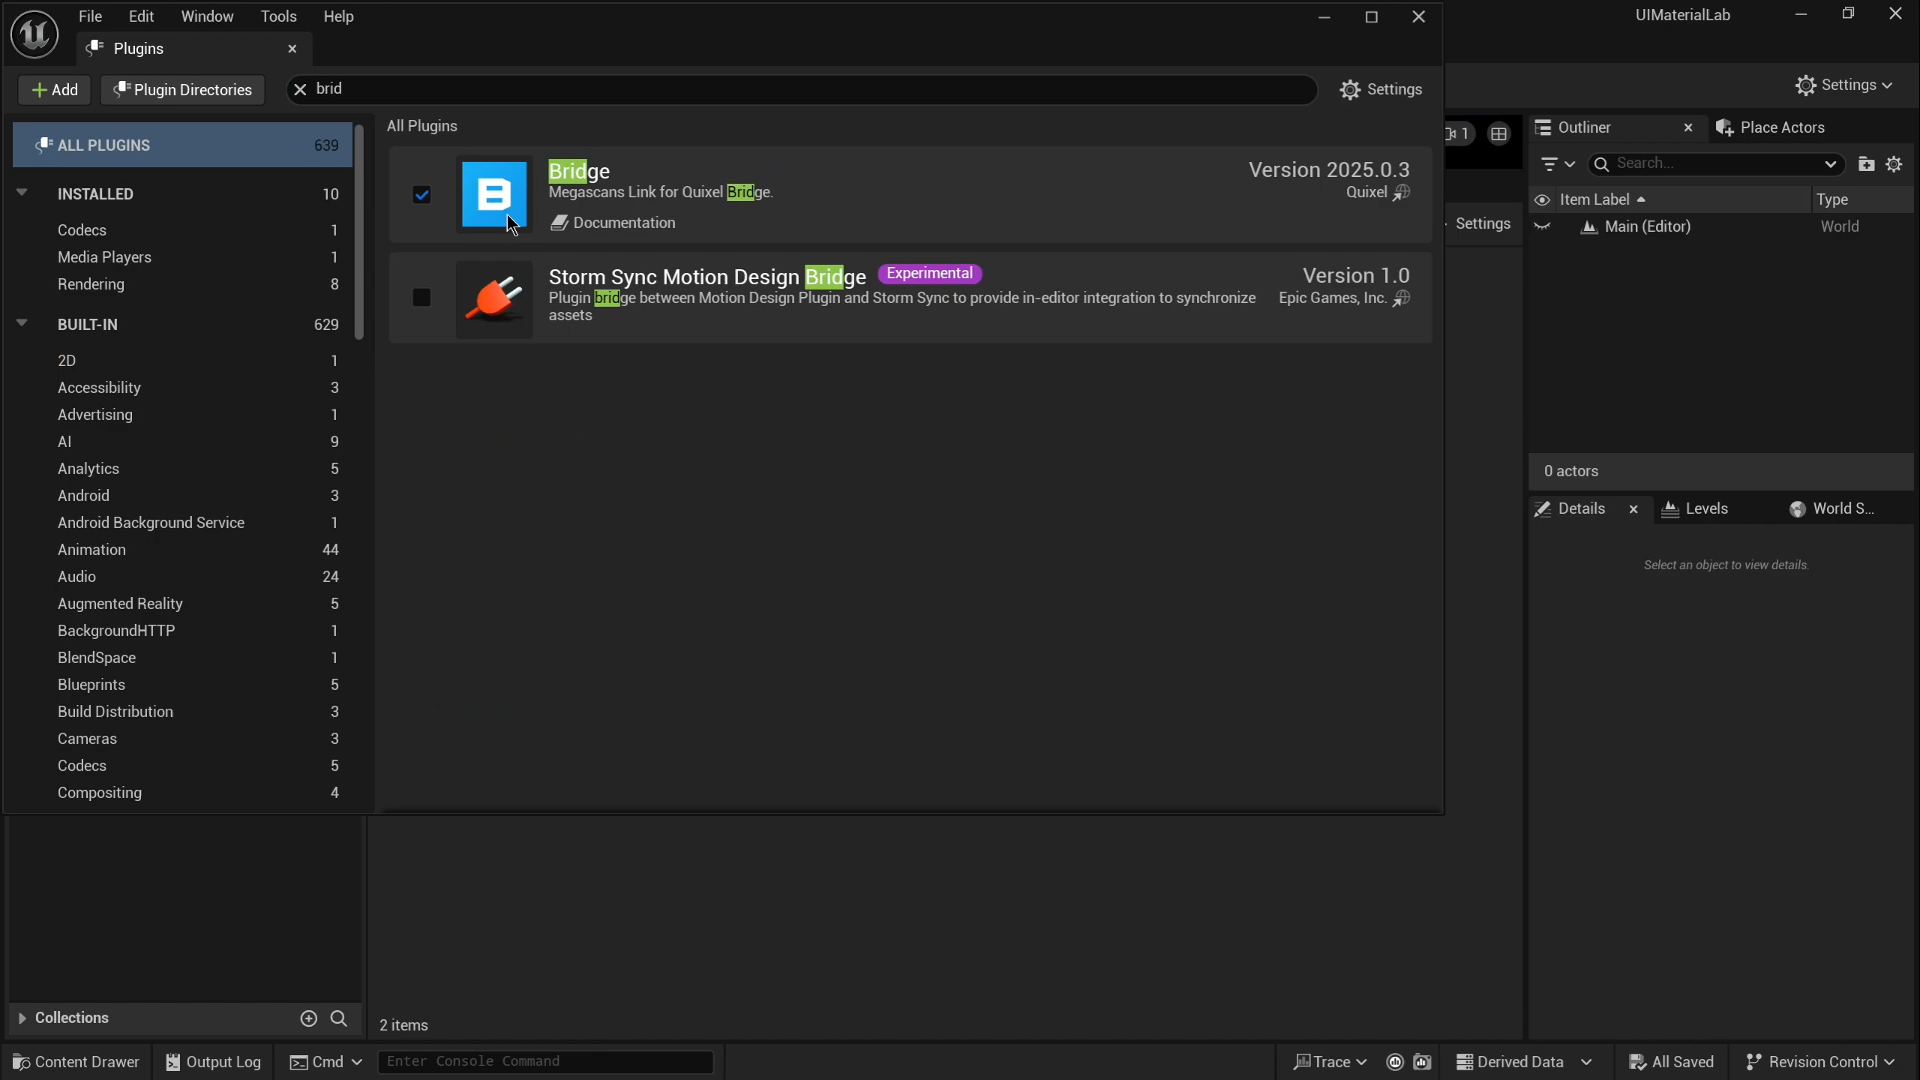 File Edit Window Tools Help
UIMaterialLab
Plugins
Add
Plugin Directories
brid
Settings
Settings
ALL PLUGINS 639
INSTALLED 10
Codecs 1
Media Players 1
Rendering 8
BUILT-IN 629
2D 1
Accessibility 3
Advertising 1
AI 9
Analytics 5
Android 3
Android Background Service 1
Animation 44
Audio 24
Augmented Reality 5
BackgroundHTTP 1
BlendSpace 1
Blueprints 5
Build Distribution 3
Cameras 3
Codecs 5
Compositing 4
All Plugins
Bridge
Version 2025.0.3
Megascans Link for Quixel Bridge.
Quixel
Documentation
Storm Sync Motion Design Bridge Experimental
Version 1.0
Plugin bridge between Motion Design Plugin and Storm Sync to provide in-editor integration to synchronize
assets
Epic Games, Inc.
1
Settings
Outliner
Place Actors
Search...
Item Label Type
Main (Editor) World
0 actors
Details
Levels
World S...
Select an object to view details.
Collections
2 items
Content Drawer
Output Log
Cmd
Enter Console Command
Trace
Derived Data
All Saved
Revision Control